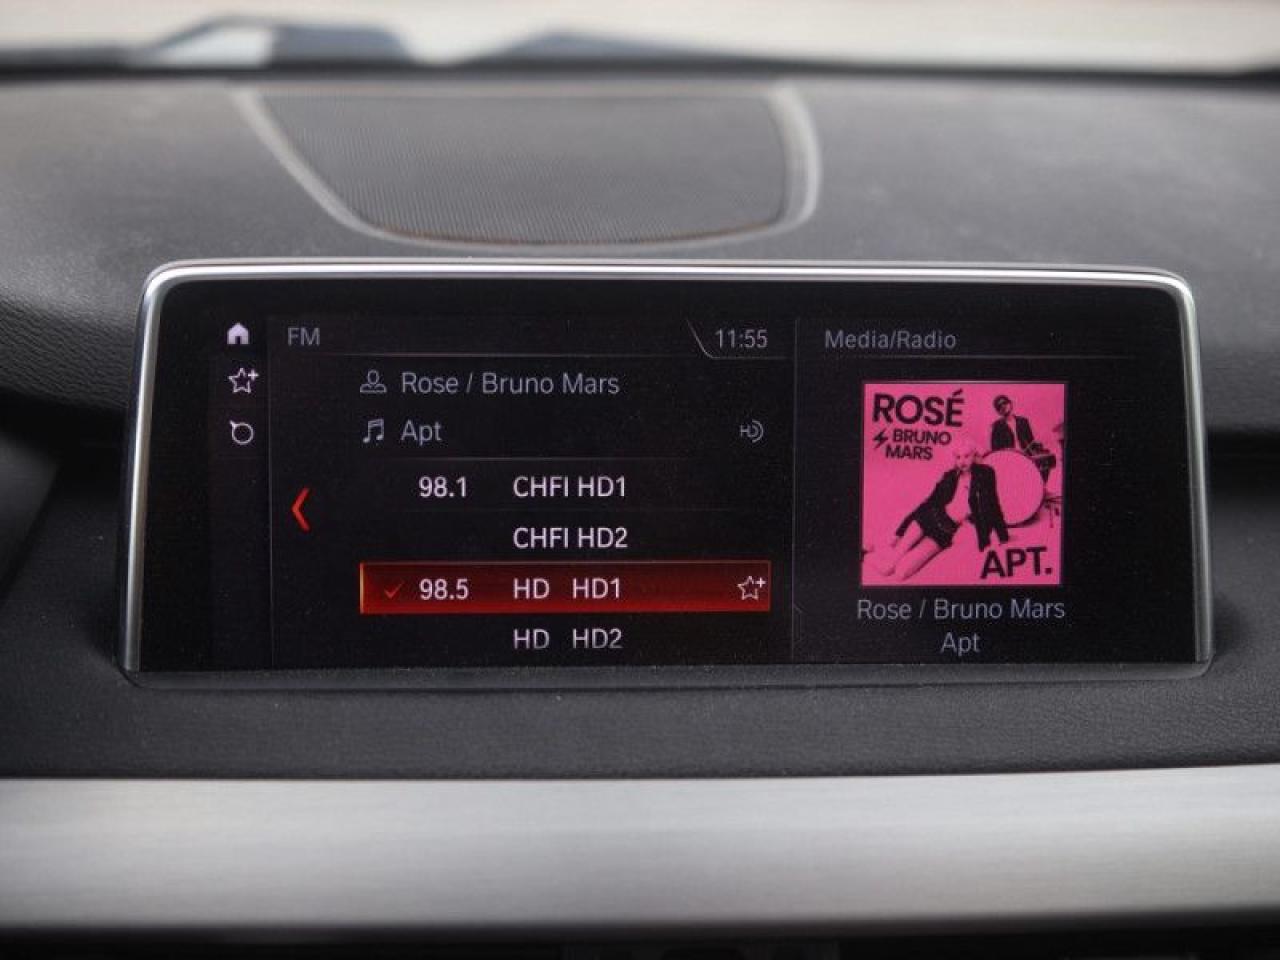 FM 11:55 Media/Radio
Rose / Bruno Mars
Apt HD
98.1 CHFI HD1
CHFI HD2
98.5 HD HD1
HD HD2
ROSÉ
BRUNO
MARS
APT.
Rose / Bruno Mars
Apt